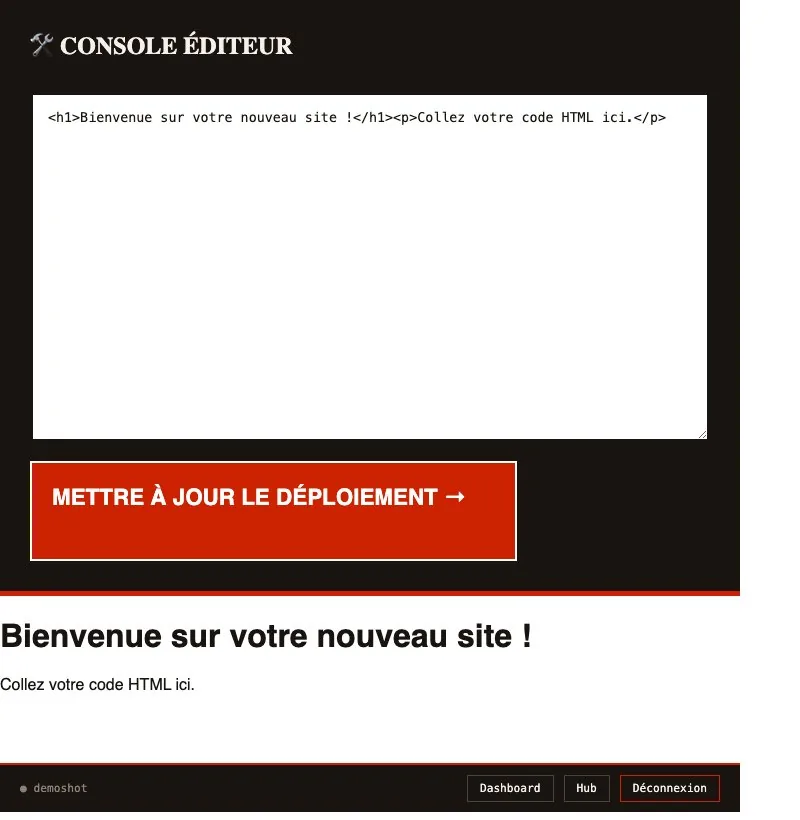 🛠 CONSOLE ÉDITEUR
<h1>Bienvenue sur votre nouveau site !</h1><p>Collez votre code HTML ici.</p>
METTRE À JOUR LE DÉPLOIEMENT →
Bienvenue sur votre nouveau site !
Collez votre code HTML ici.
● demoshot Dashboard Hub Déconnexion